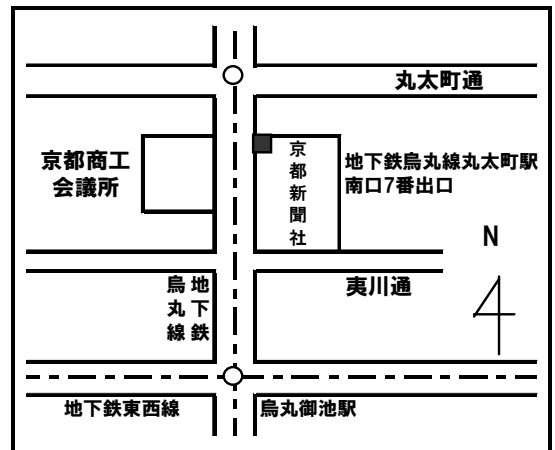 丸太町通
京都商工
会議所
京都新聞社
地下鉄烏丸線丸太町駅
南口7番出口
N
地下鉄
烏丸線
夷川通
地下鉄東西線
烏丸御池駅